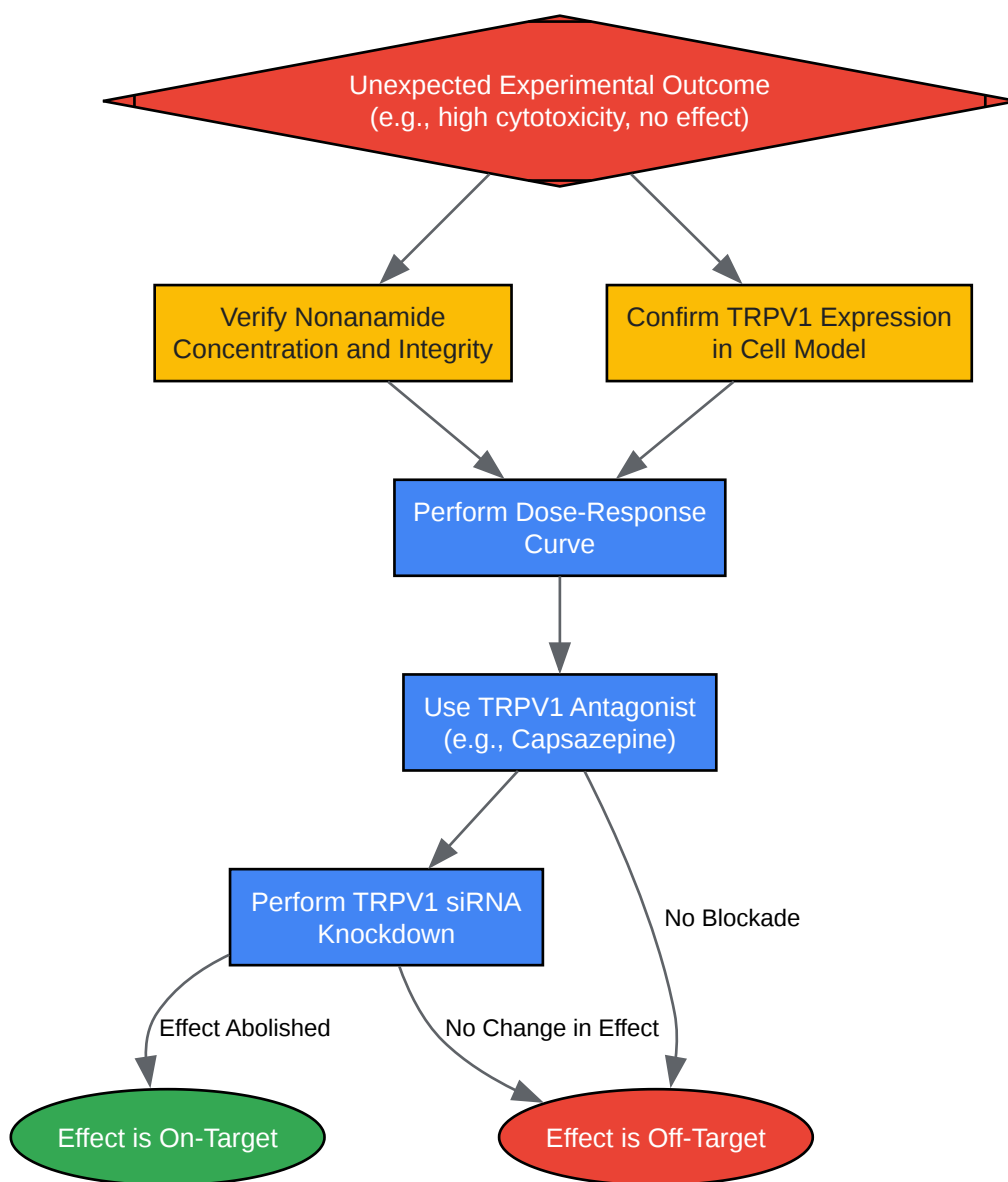 Unexpected Experimental Outcome
(e.g., high cytotoxicity, no effect)
Verify Nonanamide
Concentration and Integrity
Confirm TRPV1 Expression
in Cell Model
Perform Dose-Response
Curve
Use TRPV1 Antagonist
(e.g., Capsazepine)
Perform TRPV1 siRNA
Knockdown
No Blockade
Effect Abolished
No Change in Effect
Effect is On-Target
Effect is Off-Target